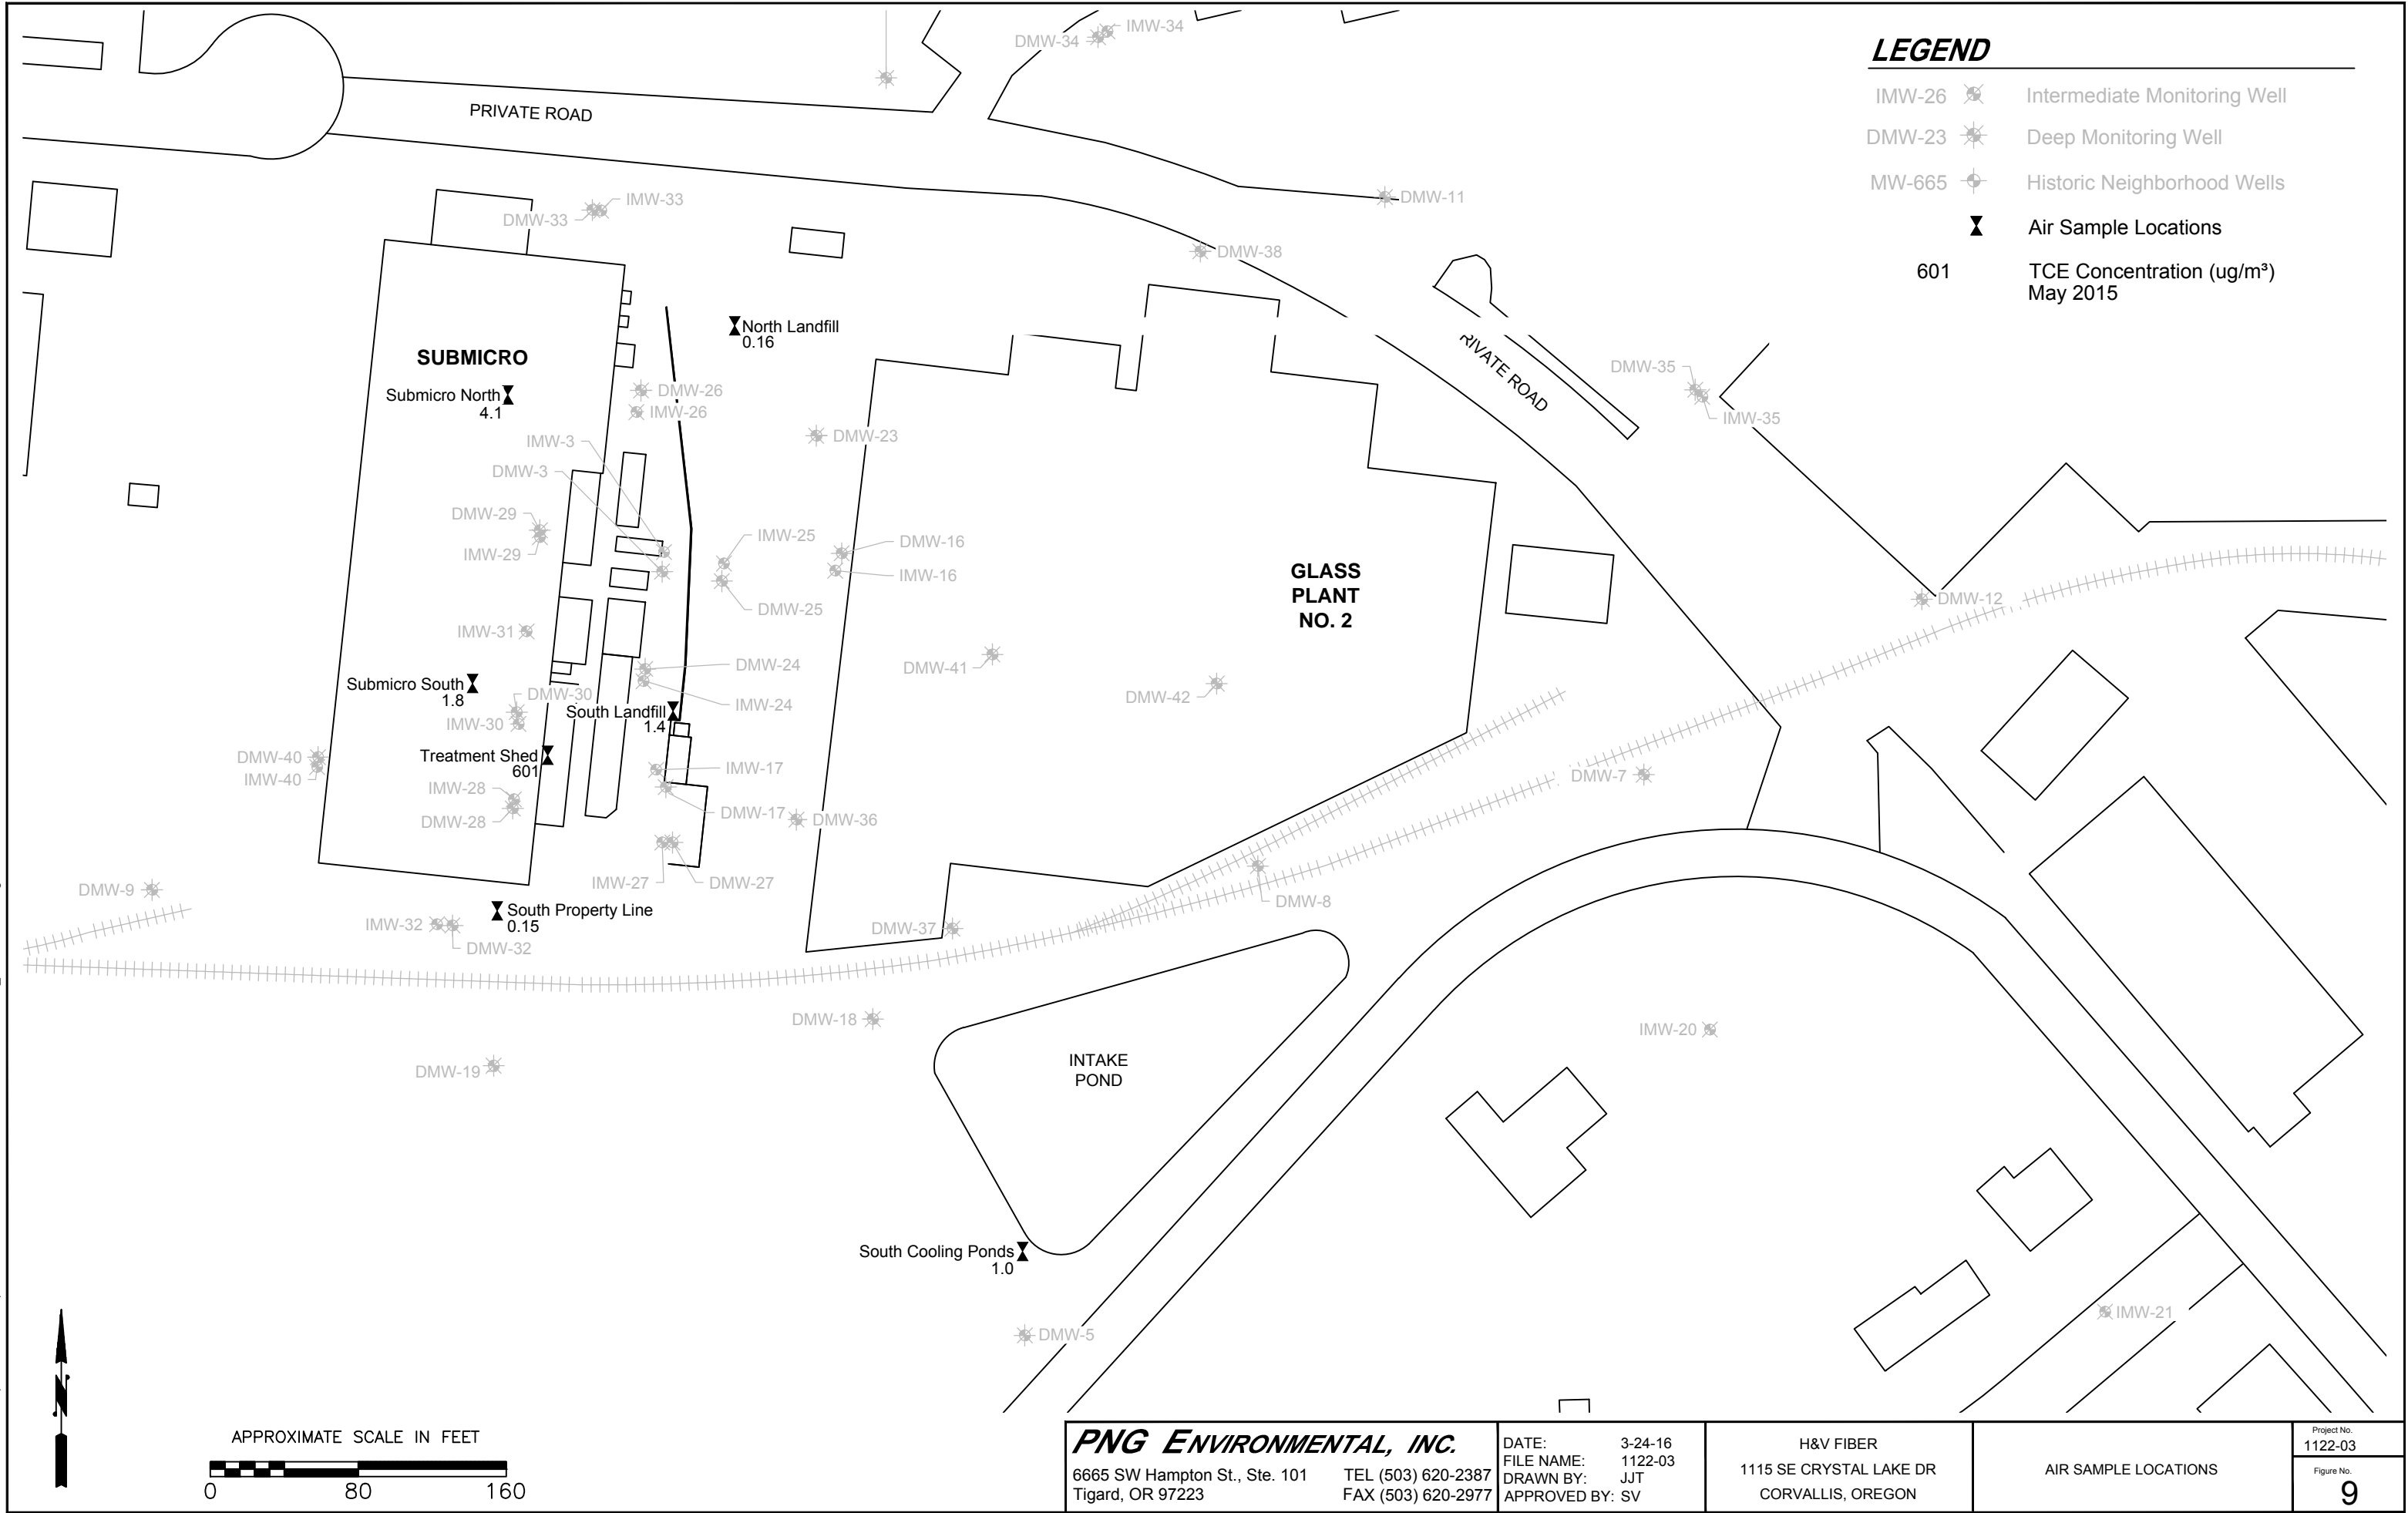 DMW-34
IMW-34
LEGEND
IMW-26 Intermediate Monitoring Well
DMW-23 Deep Monitoring Well
MW-665 Historic Neighborhood Wells
Air Sample Locations
601 TCE Concentration (ug/m³)
May 2015
PRIVATE ROAD
DMW-33
IMW-33
DMW-11
DMW-38
North Landfill
0.16
SUBMICRO
Submicro North
4.1
DMW-26
IMW-26
RIVATE ROAD
DMW-35
IMW-35
DMW-23
IMW-3
DMW-3
DMW-29
IMW-29
IMW-25
DMW-25
DMW-16
IMW-16
GLASS
PLANT
NO. 2
DMW-12
IMW-31
DMW-24
IMW-24
DMW-41
DMW-42
Submicro South
1.8
DMW-30
IMW-30
South Landfill
1.4
Treatment Shed
601
DMW-40
IMW-40
IMW-28
DMW-28
IMW-17
DMW-17
DMW-36
DMW-7
IMW-27
DMW-27
DMW-9
IMW-32
DMW-32
South Property Line
0.15
DMW-37
DMW-8
DMW-18
DMW-19
INTAKE
POND
IMW-20
South Cooling Ponds
1.0
DMW-5
IMW-21
N
APPROXIMATE SCALE IN FEET
0 80 160
PNG ENVIRONMENTAL, INC.
6665 SW Hampton St., Ste. 101 TEL (503) 620-2387
Tigard, OR 97223 FAX (503) 620-2977
DATE: 3-24-16
FILE NAME: 1122-03
DRAWN BY: JJT
APPROVED BY: SV
H&V FIBER
1115 SE CRYSTAL LAKE DR
CORVALLIS, OREGON
AIR SAMPLE LOCATIONS
Project No.
1122-03
Figure No.
9